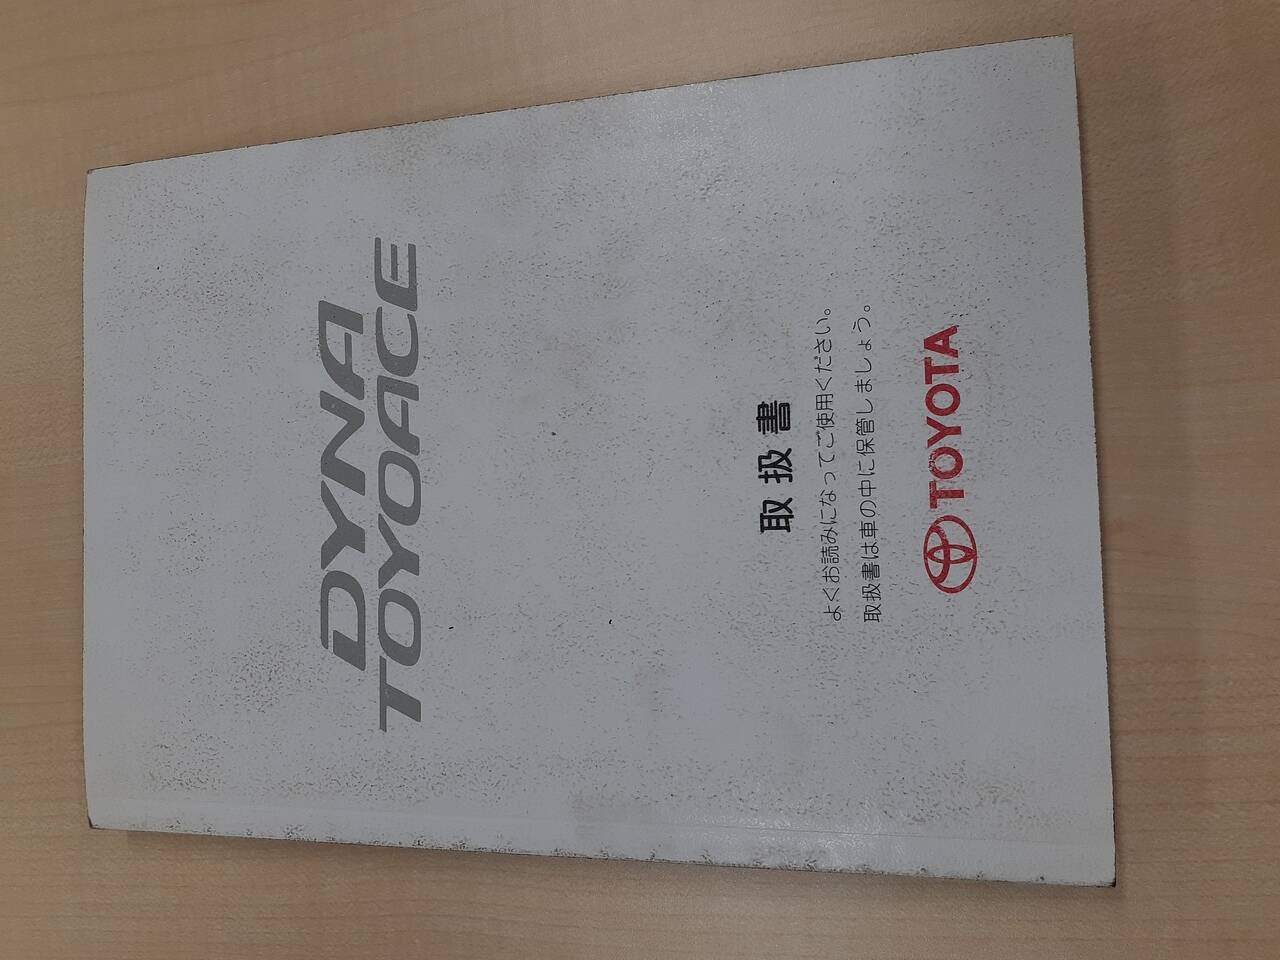 DYNA
TOYOACE
取扱書
よくお読みになってご使用ください。
取扱書は車の中に保管しましょう。
TOYOTA